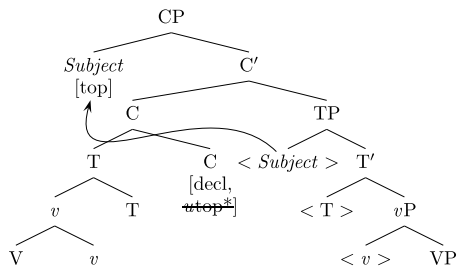 CP
Subject C′
[top]
C TP
T C < Subject > T′
[decl,
utop*]
v T < T > vP
V v < v > VP